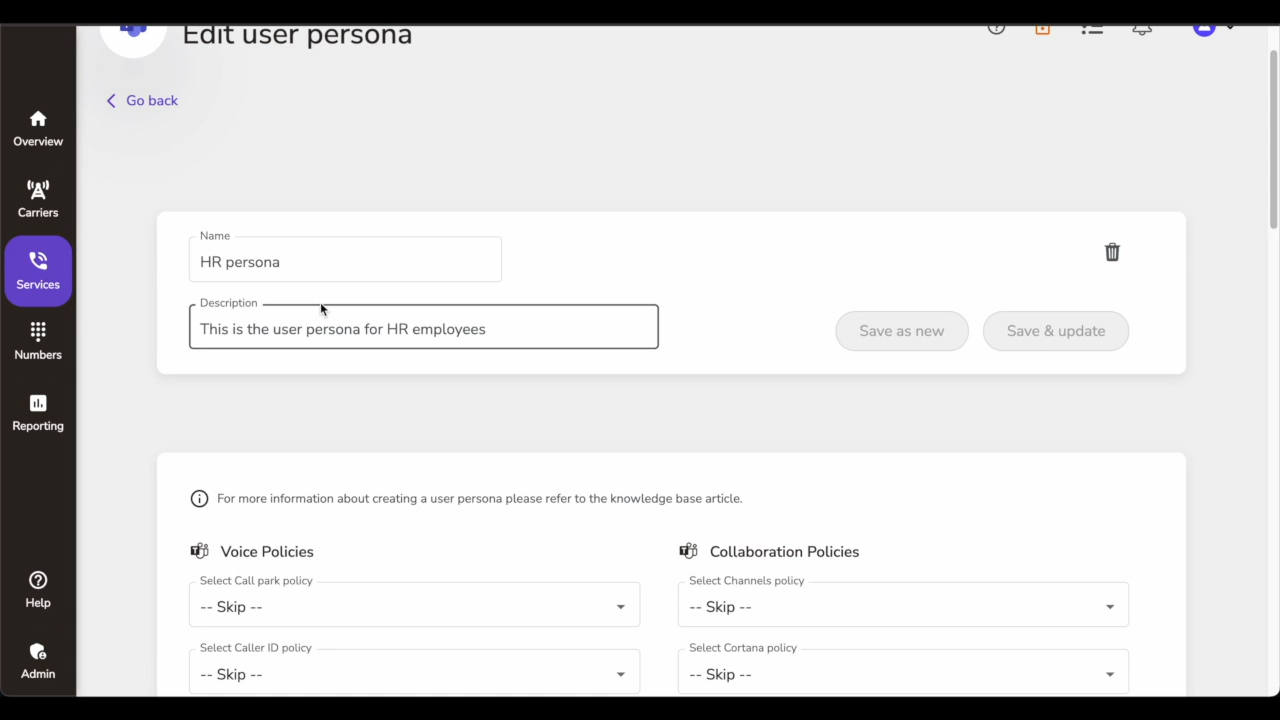 Edit user persona
Go back
Overview
Carriers
Services
Numbers
Reporting
Help
Admin
Name
HR persona
Description
This is the user persona for HR employees
Save as new
Save & update
For more information about creating a user persona please refer to the knowledge base article.
Voice Policies
Select Call park policy
-- Skip --
Select Caller ID policy
-- Skip --
Collaboration Policies
Select Channels policy
-- Skip --
Select Cortana policy
-- Skip --